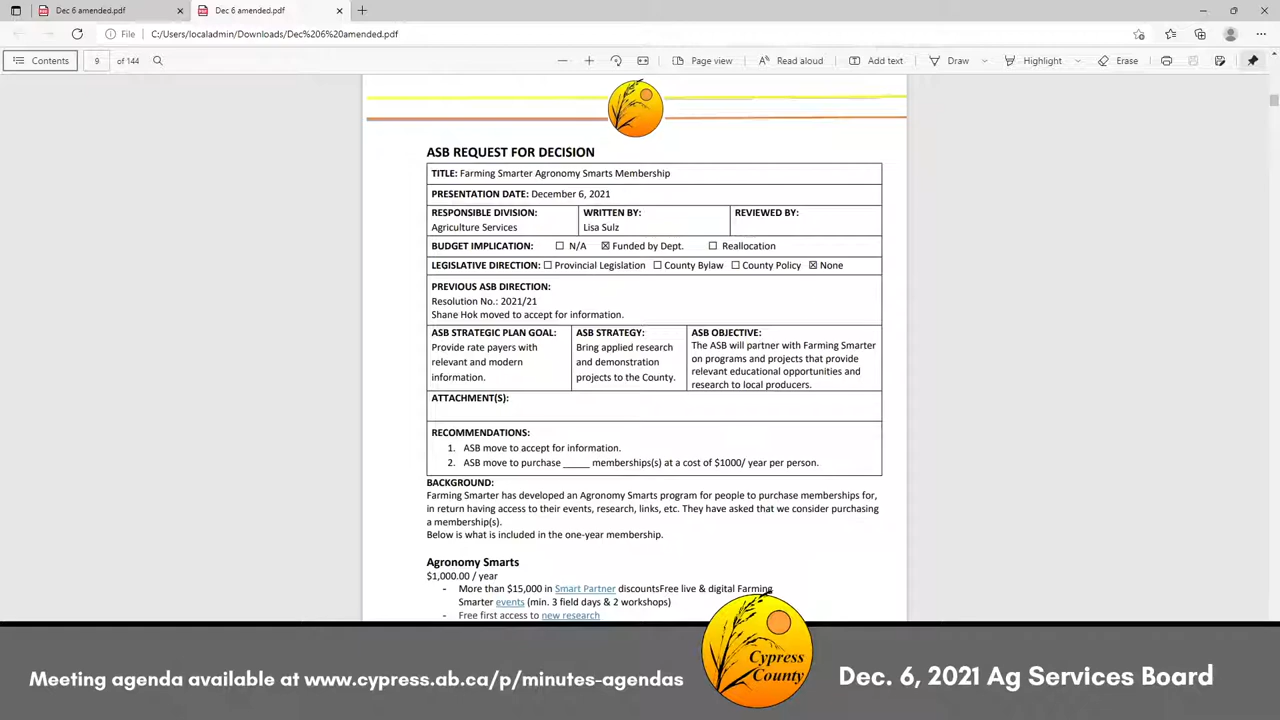 Dec 6 amended.pdf
Dec 6 amended.pdf
File C:/Users/localadmin/Downloads/Dec%206%20amended.pdf
Contents 9 of 144 Page view Read aloud Add text Draw Highlight Erase
ASB REQUEST FOR DECISION
TITLE: Farming Smarter Agronomy Smarts Membership
PRESENTATION DATE: December 6, 2021
RESPONSIBLE DIVISION:
Agriculture Services
WRITTEN BY:
Lisa Sulz
REVIEWED BY:
BUDGET IMPLICATION: ☐ N/A ☒ Funded by Dept. ☐ Reallocation
LEGISLATIVE DIRECTION: ☐ Provincial Legislation ☐ County Bylaw ☐ County Policy ☒ None
PREVIOUS ASB DIRECTION:
Resolution No.: 2021/21
Shane Hok moved to accept for information.
ASB STRATEGIC PLAN GOAL:
Provide rate payers with
relevant and modern
information.
ASB STRATEGY:
Bring applied research
and demonstration
projects to the County.
ASB OBJECTIVE:
The ASB will partner with Farming Smarter
on programs and projects that provide
relevant educational opportunities and
research to local producers.
ATTACHMENT(S):
RECOMMENDATIONS:
1. ASB move to accept for information.
2. ASB move to purchase _____ memberships(s) at a cost of $1000/ year per person.
BACKGROUND:
Farming Smarter has developed an Agronomy Smarts program for people to purchase memberships for,
in return having access to their events, research, links, etc. They have asked that we consider purchasing
a membership(s).
Below is what is included in the one-year membership.
Agronomy Smarts
$1,000.00 / year
- More than $15,000 in Smart Partner discountsFree live & digital Farming
Smarter events (min. 3 field days & 2 workshops)
- Free first access to new research
Meeting agenda available at www.cypress.ab.ca/p/minutes-agendas
Cypress
County
Dec. 6, 2021 Ag Services Board